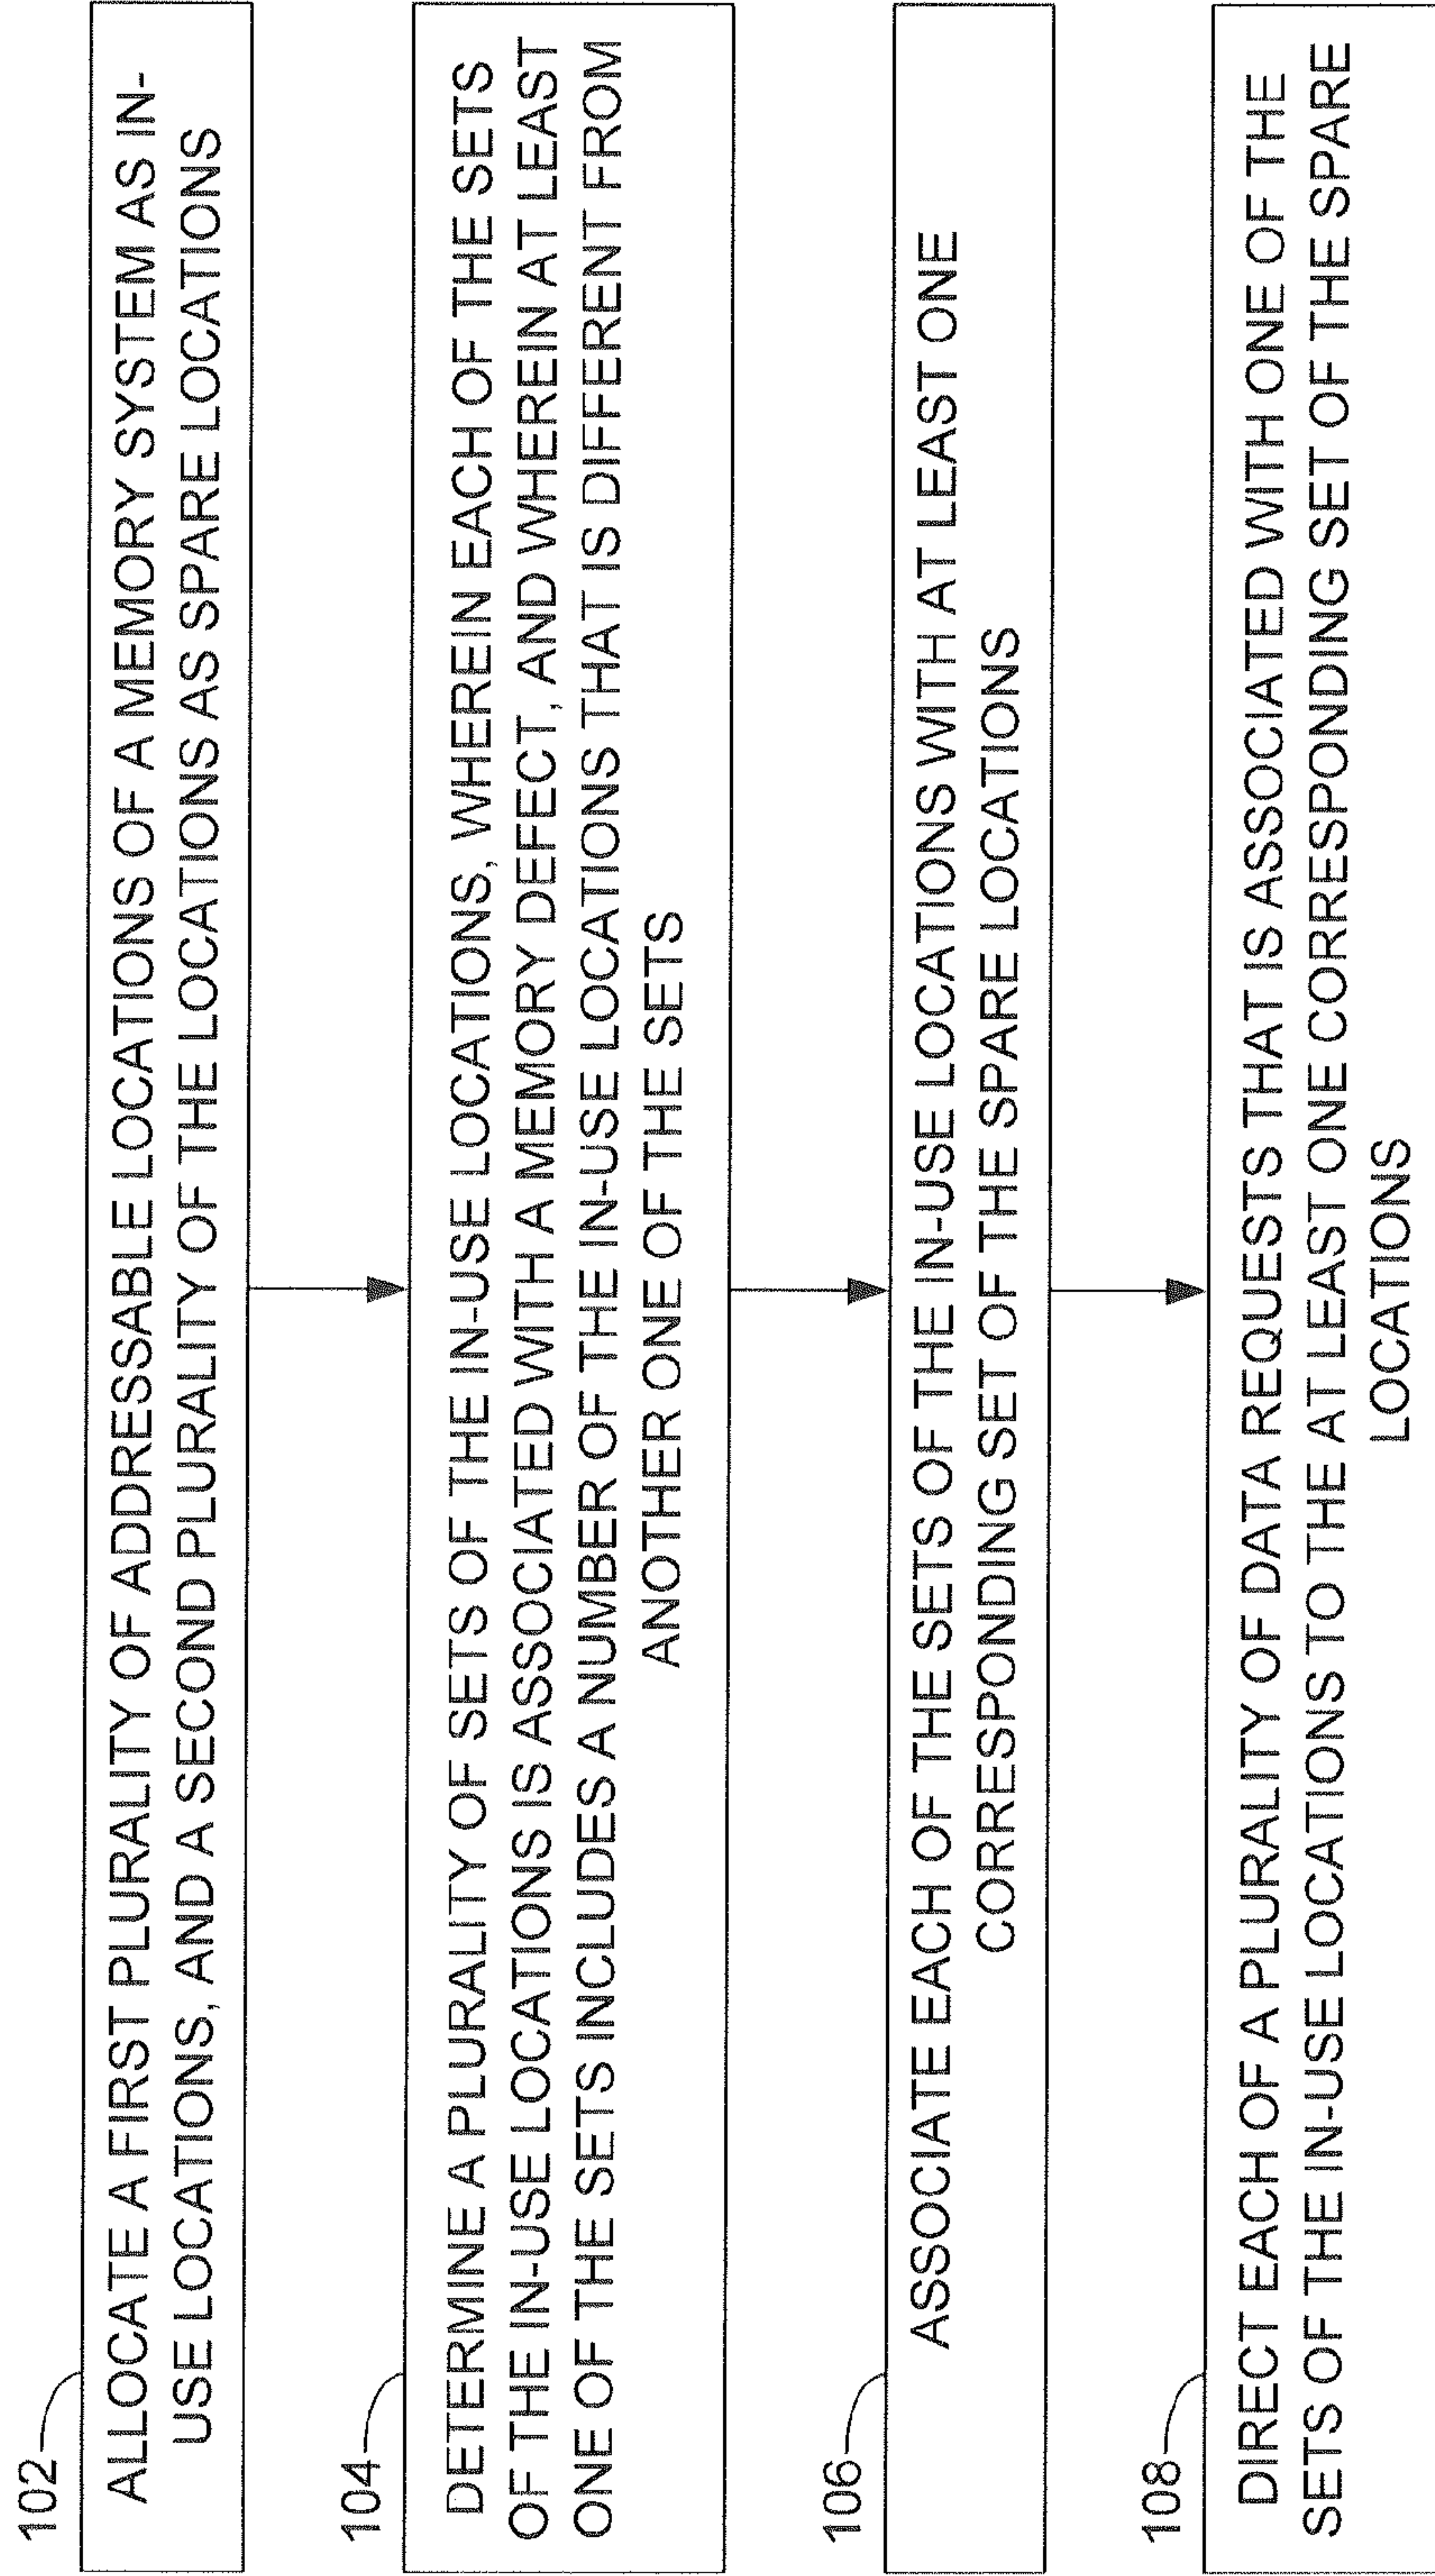 102
ALLOCATE A FIRST PLURALITY OF ADDRESSABLE LOCATIONS OF A MEMORY SYSTEM AS IN-
USE LOCATIONS, AND A SECOND PLURALITY OF THE LOCATIONS AS SPARE LOCATIONS
104
DETERMINE A PLURALITY OF SETS OF THE IN-USE LOCATIONS, WHEREIN EACH OF THE SETS
OF THE IN-USE LOCATIONS IS ASSOCIATED WITH A MEMORY DEFECT, AND WHEREIN AT LEAST
ONE OF THE SETS INCLUDES A NUMBER OF THE IN-USE LOCATIONS THAT IS DIFFERENT FROM
ANOTHER ONE OF THE SETS
106
ASSOCIATE EACH OF THE SETS OF THE IN-USE LOCATIONS WITH AT LEAST ONE
CORRESPONDING SET OF THE SPARE LOCATIONS
108
DIRECT EACH OF A PLURALITY OF DATA REQUESTS THAT IS ASSOCIATED WITH ONE OF THE
SETS OF THE IN-USE LOCATIONS TO THE AT LEAST ONE CORRESPONDING SET OF THE SPARE
LOCATIONS